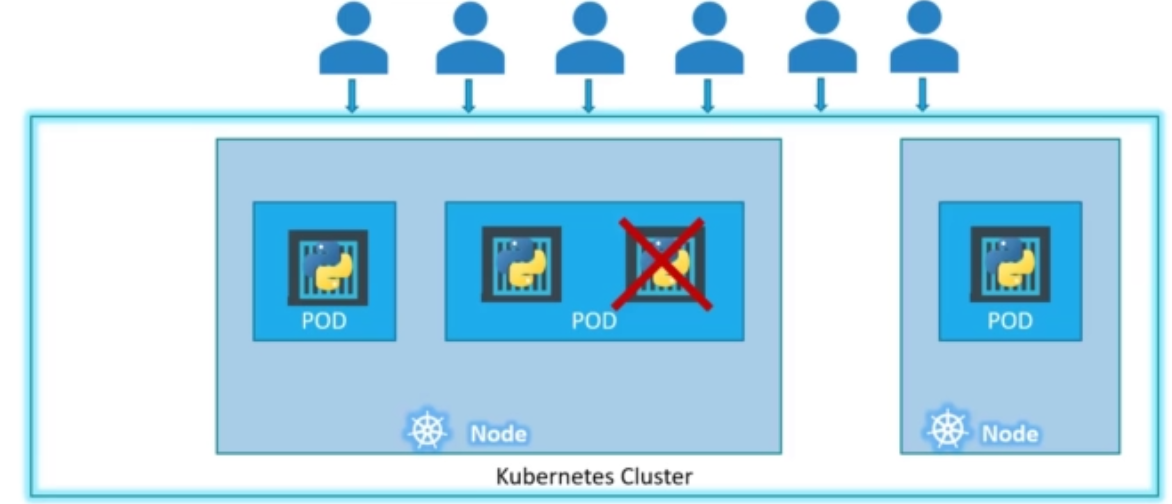 POD
POD
POD
Node
Node
Kubernetes Cluster